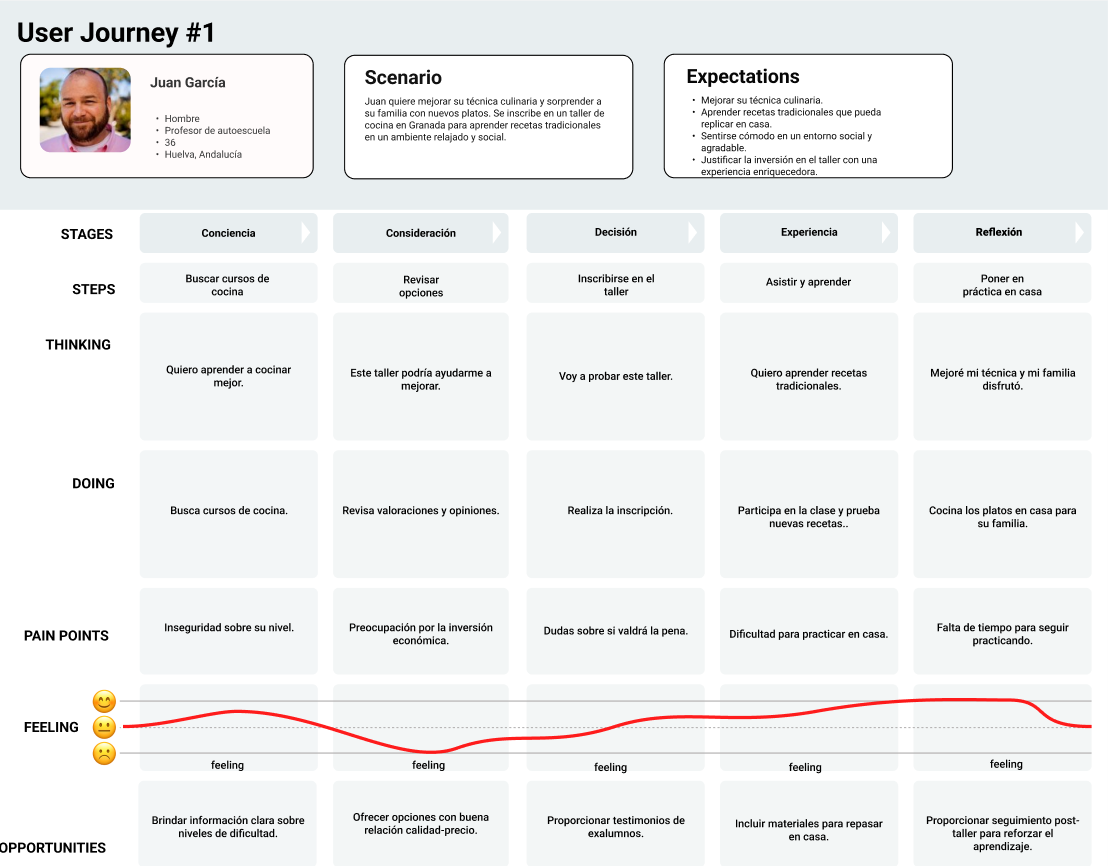 User Journey #1
Juan García
• Hombre
• Profesor de autoescuela
• 36
• Huelva, Andalucía
Scenario
Juan quiere mejorar su técnica culinaria y sorprender a
su familia con nuevos platos. Se inscribe en un taller de
cocina en Granada para aprender recetas tradicionales
en un ambiente relajado y social.
Expectations
• Mejorar su técnica culinaria.
• Aprender recetas tradicionales que pueda
replicar en casa.
• Sentirse cómodo en un entorno social y
agradable.
• Justificar la inversión en el taller con una
experiencia enriquecedora.
STAGES
Conciencia
Consideración
Decisión
Experiencia
Reflexión
STEPS
Buscar cursos de
cocina
Revisar
opciones
Inscribirse en el
taller
Asistir y aprender
Poner en
práctica en casa
THINKING
Quiero aprender a cocinar
mejor.
Este taller podría ayudarme a
mejorar.
Voy a probar este taller.
Quiero aprender recetas
tradicionales.
Mejoré mi técnica y mi familia
disfrutó.
DOING
Busca cursos de cocina.
Revisa valoraciones y opiniones.
Realiza la inscripción.
Participa en la clase y prueba
nuevas recetas..
Cocina los platos en casa para
su familia.
PAIN POINTS
Inseguridad sobre su nivel.
Preocupación por la inversión
económica.
Dudas sobre si valdrá la pena.
Dificultad para practicar en casa.
Falta de tiempo para seguir
practicando.
FEELING
feeling
feeling
feeling
feeling
feeling
OPPORTUNITIES
Brindar información clara sobre
niveles de dificultad.
Ofrecer opciones con buena
relación calidad-precio.
Proporcionar testimonios de
exalumnos.
Incluir materiales para repasar
en casa.
Proporcionar seguimiento post-
taller para reforzar el
aprendizaje.